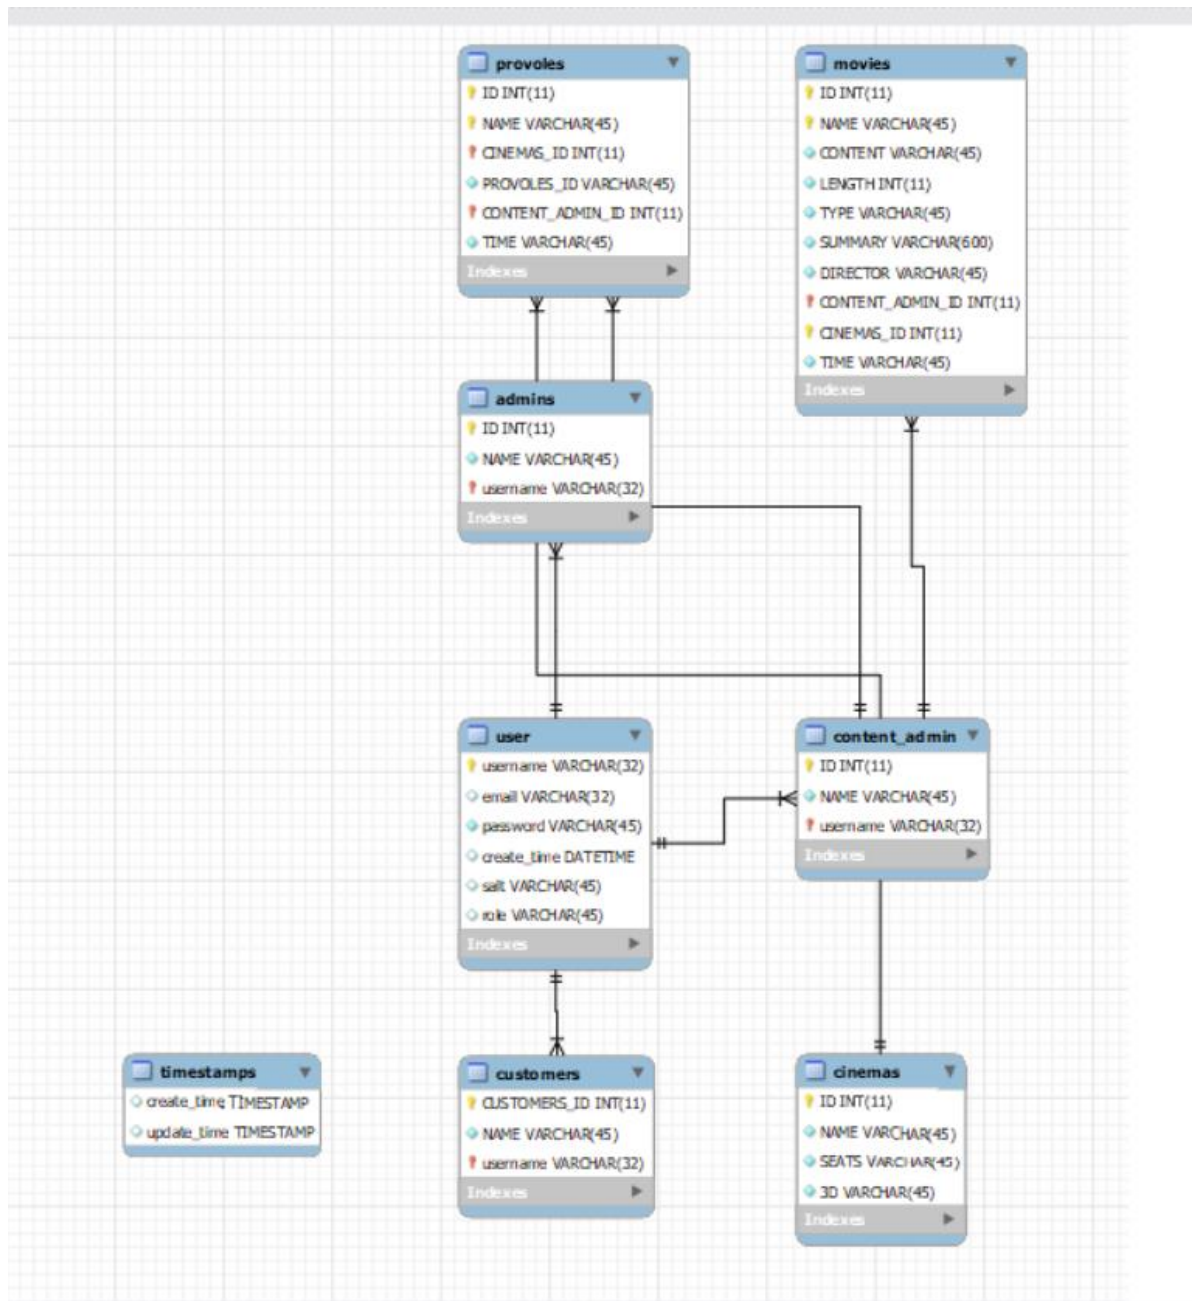 provoles
ID INT(11)
NAME VARCHAR(45)
CINEMAS_ID INT(11)
PROVOLES_ID VARCHAR(45)
CONTENT_ADMIN_ID INT(11)
TIME VARCHAR(45)
Indexes
movies
ID INT(11)
NAME VARCHAR(45)
CONTENT VARCHAR(45)
LENGTH INT(11)
TYPE VARCHAR(45)
SUMMARY VARCHAR(600)
DIRECTOR VARCHAR(45)
CONTENT_ADMIN_ID INT(11)
CINEMAS_ID INT(11)
TIME VARCHAR(45)
Indexes
admins
ID INT(11)
NAME VARCHAR(45)
username VARCHAR(32)
Indexes
user
username VARCHAR(32)
email VARCHAR(32)
password VARCHAR(45)
create_time DATETIME
salt VARCHAR(45)
role VARCHAR(45)
Indexes
content_admin
ID INT(11)
NAME VARCHAR(45)
username VARCHAR(32)
Indexes
timestamps
create_time TIMESTAMP
update_time TIMESTAMP
customers
CUSTOMERS_ID INT(11)
NAME VARCHAR(45)
username VARCHAR(32)
Indexes
cinemas
ID INT(11)
NAME VARCHAR(45)
SEATS VARCHAR(45)
3D VARCHAR(45)
Indexes